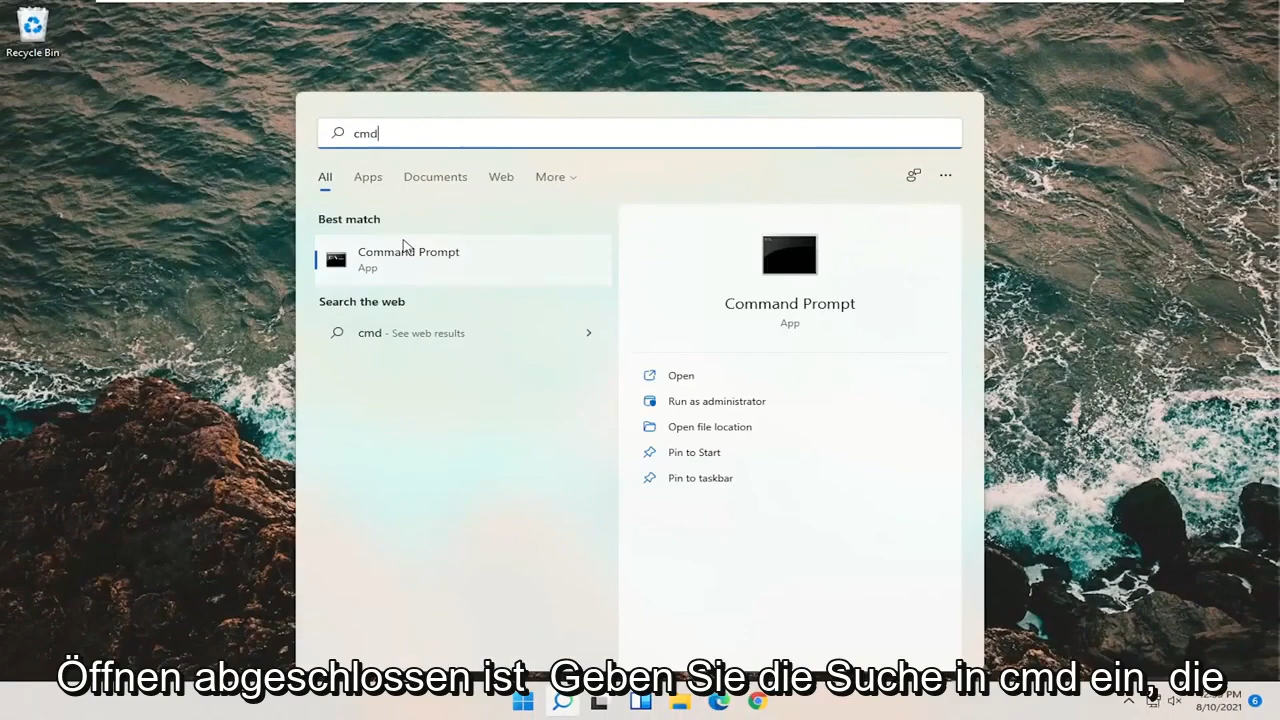 Recycle Bin
cmd
All Apps Documents Web More
Best match
Command Prompt
App
Search the web
cmd - See web results
Command Prompt
App
Open
Run as administrator
Open file location
Pin to Start
Pin to taskbar
Öffnen abgeschlossen ist Geben Sie die Suche in cmd ein, die
8/10/2021
6